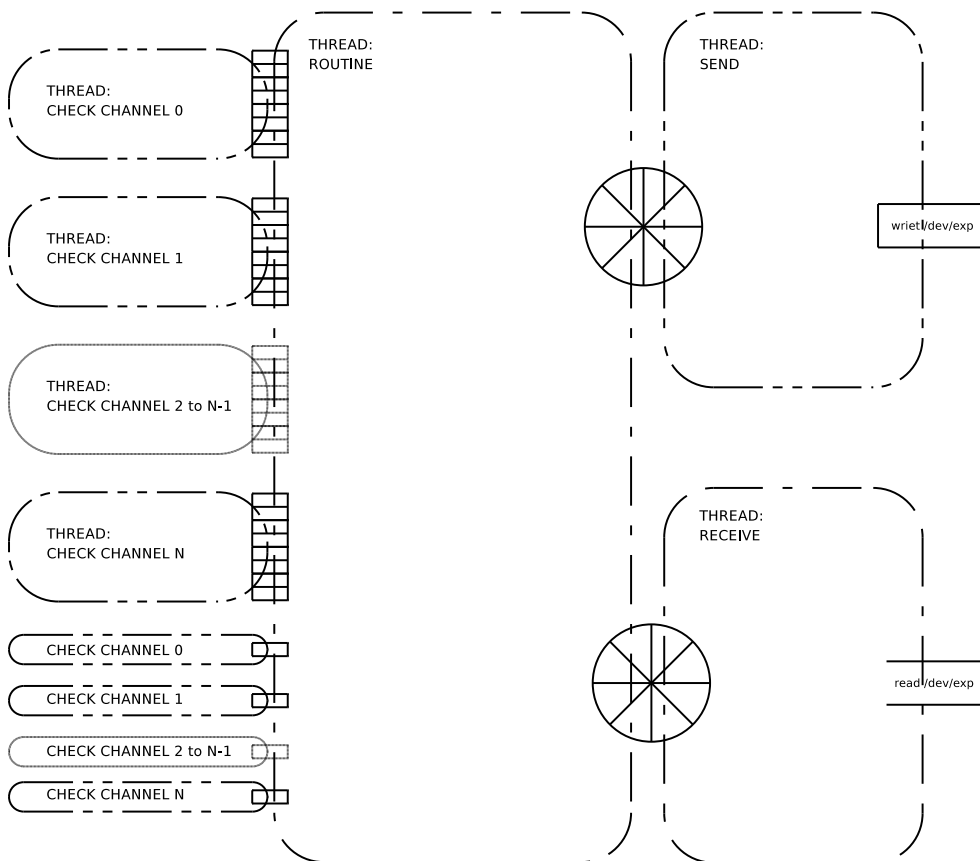 THREAD:
ROUTINE
THREAD:
SEND
THREAD:
CHECK CHANNEL 0
THREAD:
CHECK CHANNEL 1
wrietl/dev/exp
THREAD:
CHECK CHANNEL 2 to N-1
THREAD:
CHECK CHANNEL N
THREAD:
RECEIVE
CHECK CHANNEL 0
CHECK CHANNEL 1
read /dev/exp
CHECK CHANNEL 2 to N-1
CHECK CHANNEL N